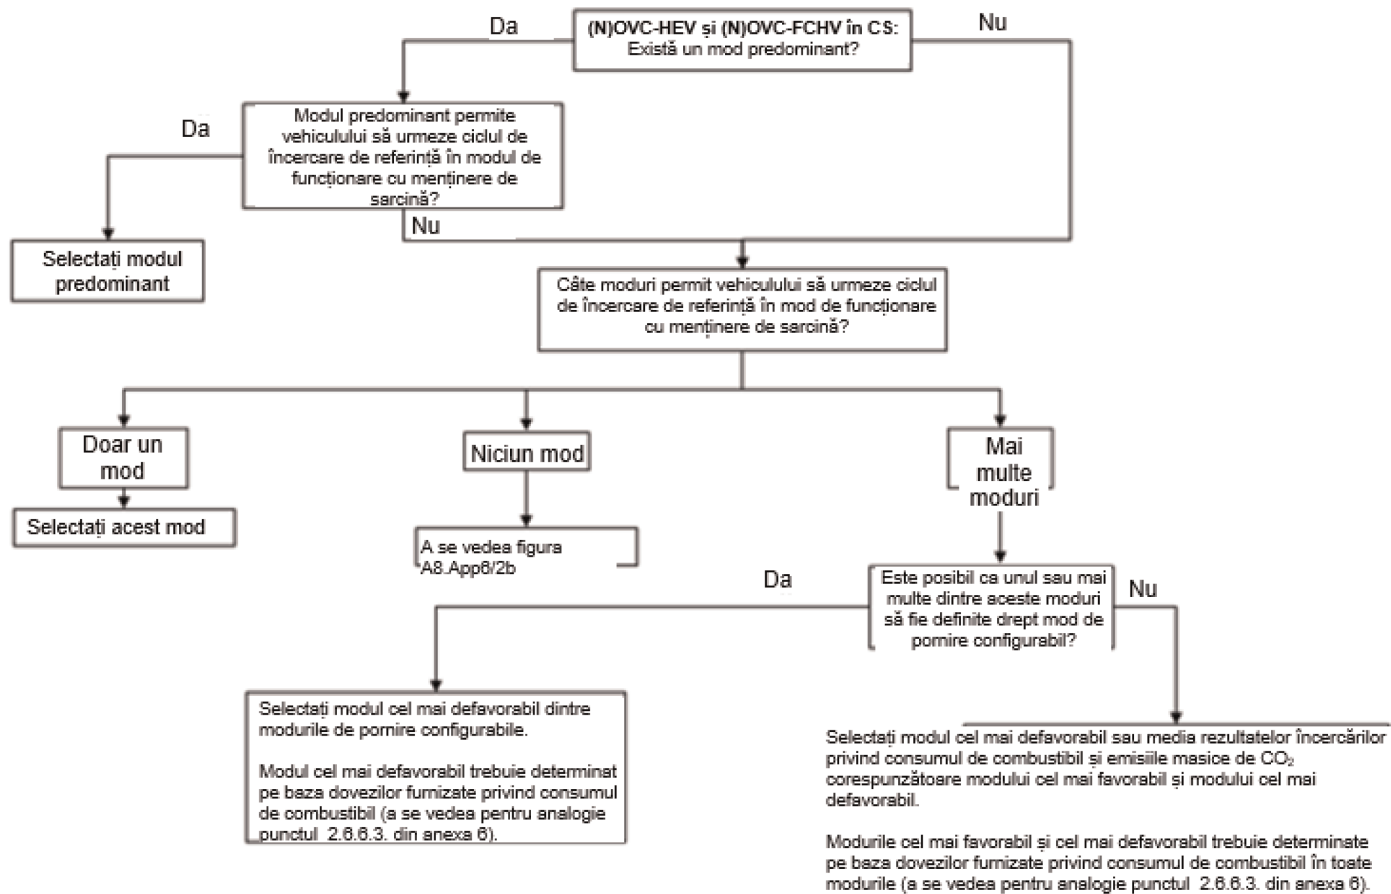 (N)OVC-HEV și (N)OVC-FCHV în CS:
Există un mod predominant?
Da
Nu
Modul predominant permite
vehiculului să urmeze ciclul de
încercare de referință în modul de
funcționare cu menținere de
sarcină?
Da
Nu
Selectați modul
predominant
Câte moduri permit vehiculului să urmeze ciclul
de încercare de referință în mod de funcționare
cu menținere de sarcină?
Doar un
mod
Niciun mod
Mai
multe
moduri
Selectați acest mod
A se vedea figura
A8.App6/2b
Este posibil ca unul sau mai
multe dintre aceste moduri
să fie definite drept mod de
pornire configurabil?
Da
Nu
Selectați modul cel mai defavorabil dintre
modurile de pornire configurabile.
Modul cel mai defavorabil trebuie determinat
pe baza dovezilor furnizate privind consumul
de combustibil (a se vedea pentru analogie
punctul 2.6.6.3. din anexa 6).
Selectați modul cel mai defavorabil sau media rezultatelor încercărilor
privind consumul de combustibil și emisiile masice de CO₂
corespunzătoare modului cel mai favorabil și modului cel mai
defavorabil.
Modurile cel mai favorabil și cel mai defavorabil trebuie determinate
pe baza dovezilor furnizate privind consumul de combustibil în toate
modurile (a se vedea pentru analogie punctul 2.6.6.3. din anexa 6).